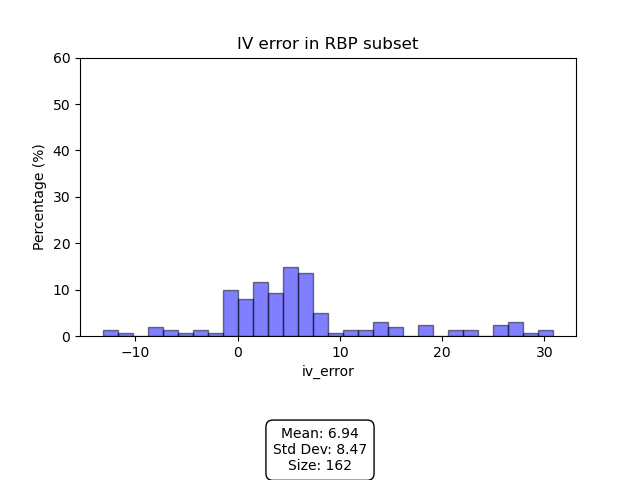 IV error in RBP subset
60
50
40
30
20
10
0
Percentage (%)
−10
0
10
20
30
iv_error
Mean: 6.94
Std Dev: 8.47
Size: 162